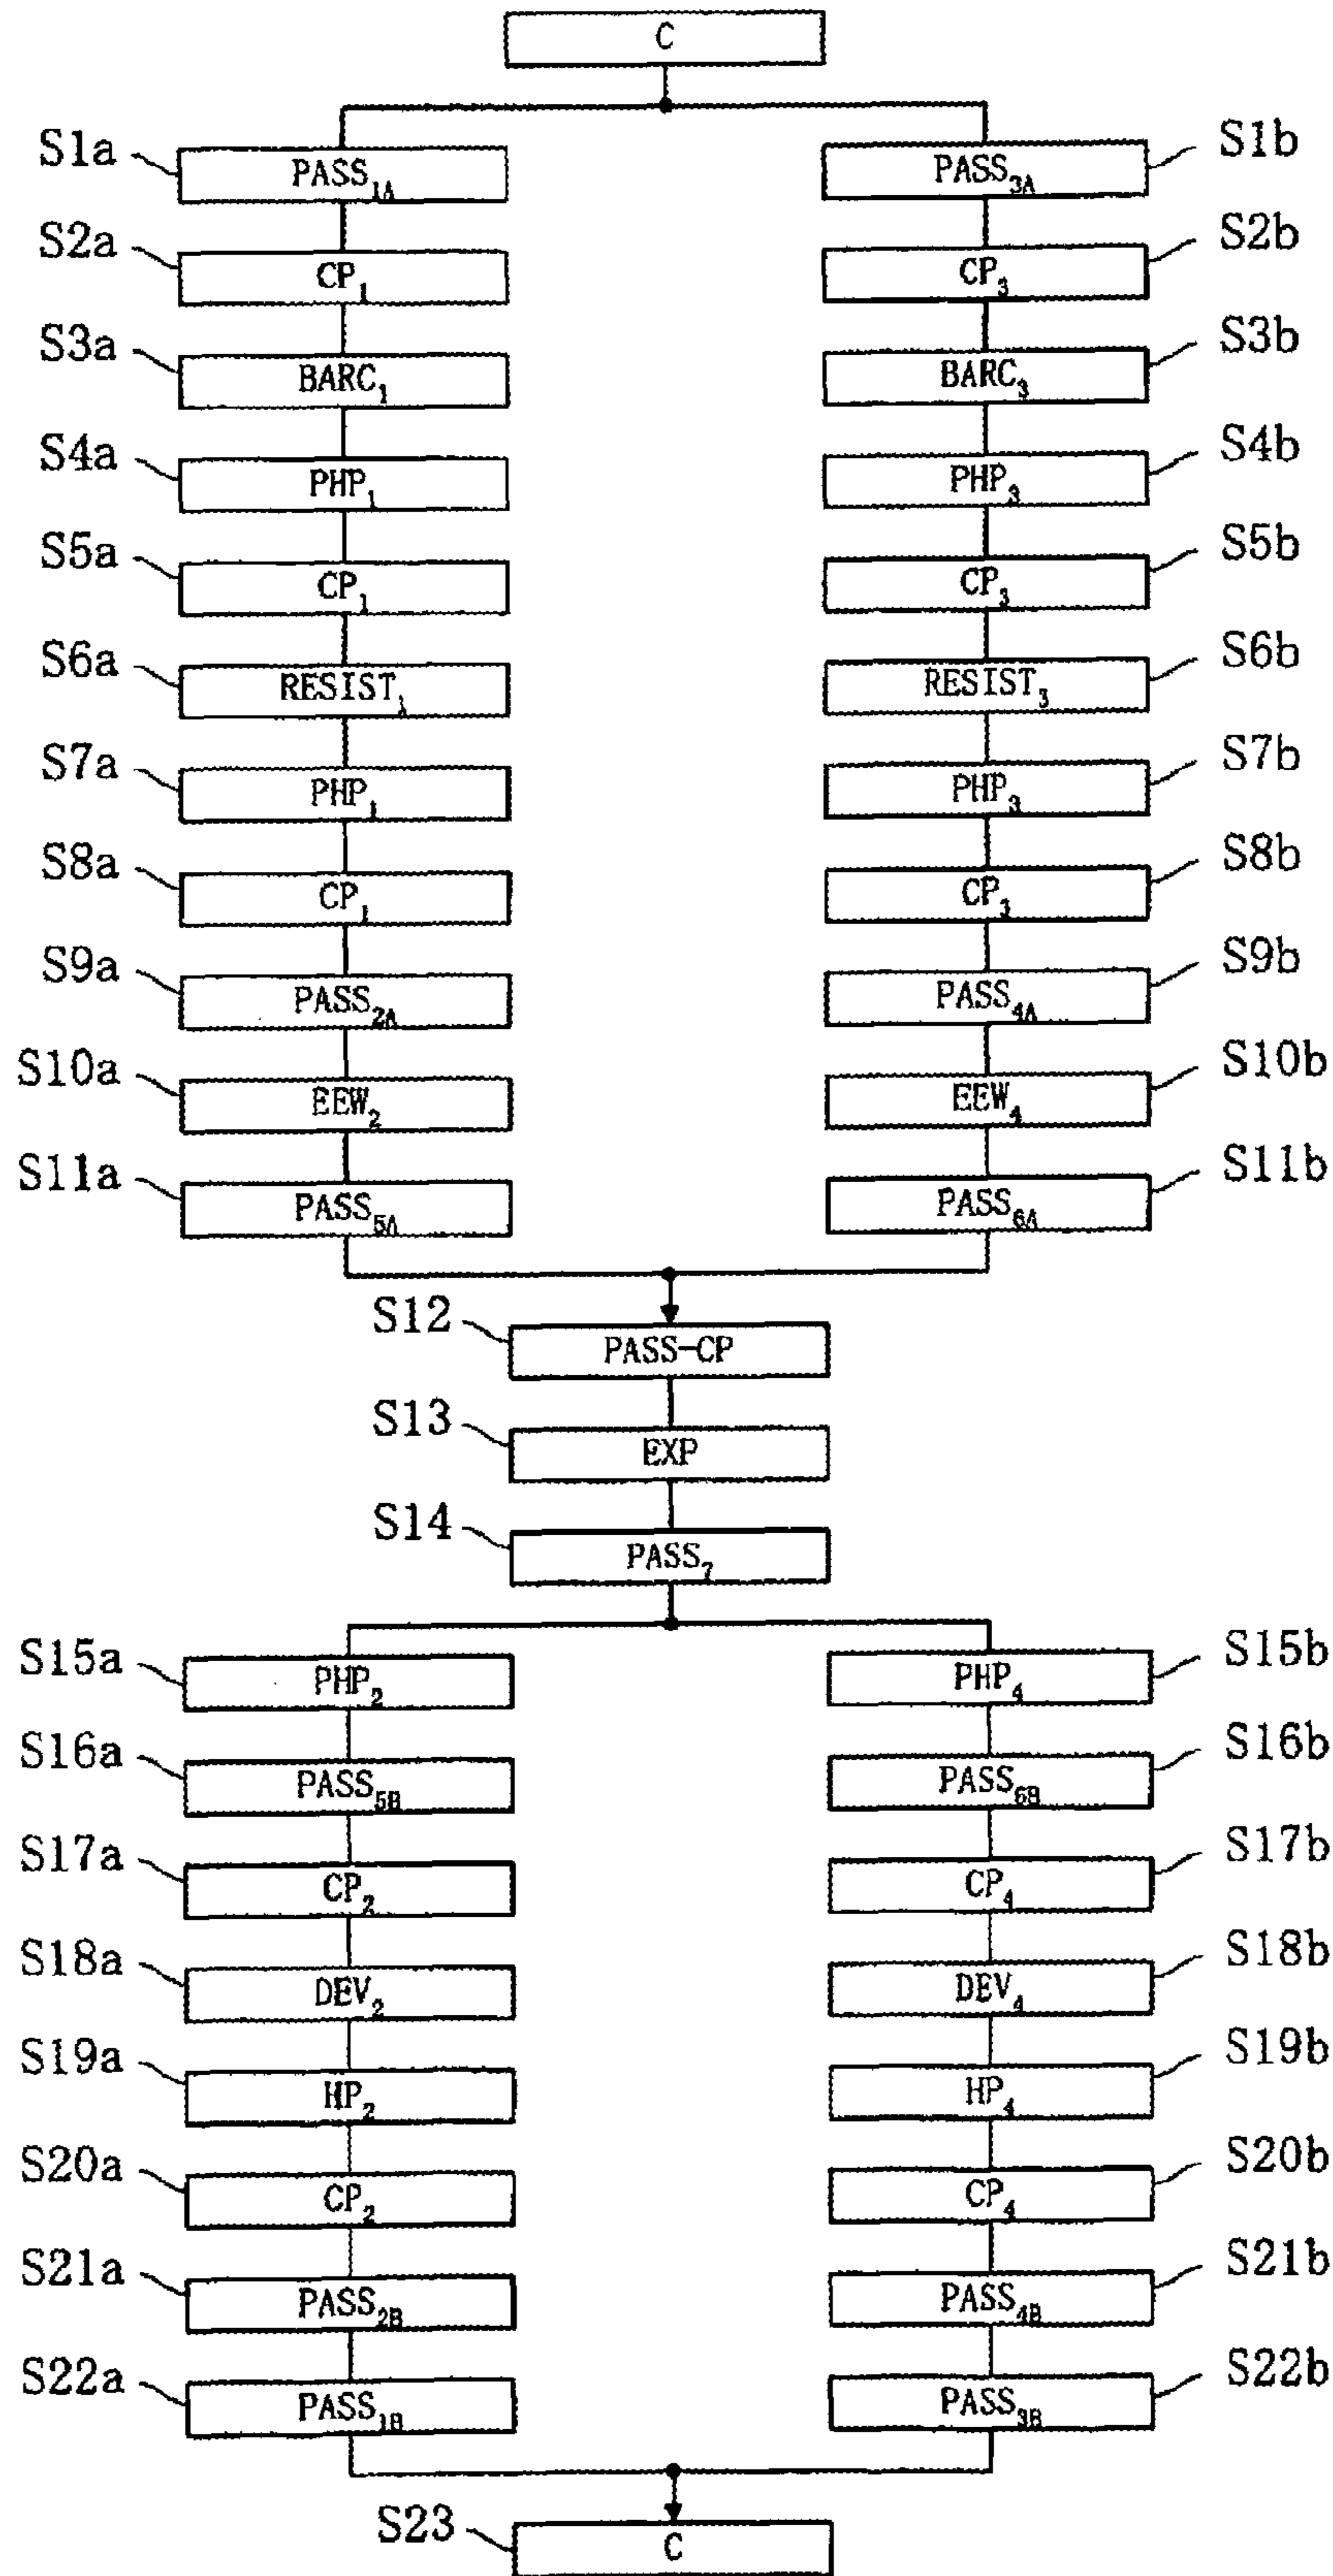 C
S1a PASS1A PASS3A S1b
S2a CP1 CP3 S2b
S3a BARC1 BARC3 S3b
S4a PHP1 PHP3 S4b
S5a CP1 CP3 S5b
S6a RESIST1 RESIST3 S6b
S7a PHP1 PHP3 S7b
S8a CP1 CP3 S8b
S9a PASS2A PASS4A S9b
S10a EEW2 EEW4 S10b
S11a PASS5A PASS6A S11b
S12 PASS-CP
S13 EXP
S14 PASS7
S15a PHP2 PHP4 S15b
S16a PASS5B PASS6B S16b
S17a CP2 CP4 S17b
S18a DEV2 DEV4 S18b
S19a HP2 HP4 S19b
S20a CP2 CP4 S20b
S21a PASS2B PASS4B S21b
S22a PASS1B PASS3B S22b
S23 C